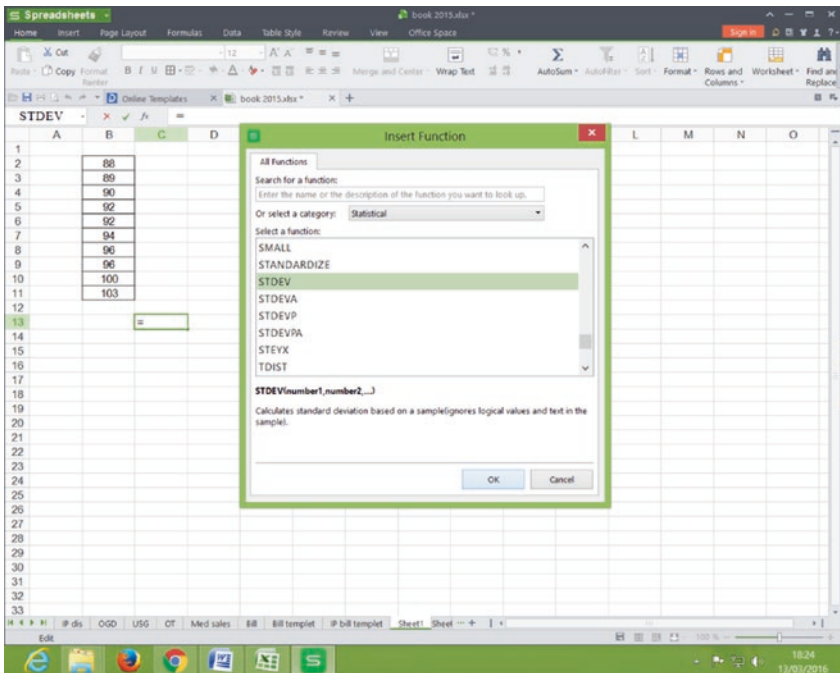 Spreadsheets
book 2015.xlsx *
Home Insert Page Layout Formulas Data Table Style Review View Office Space Sign in
Cut
Paste Copy Format Painter
12
B I U
Merge and Center Wrap Text AutoSum AutoFilter Sort Format Rows and Columns Worksheet Find and Replace
Online Templates book 2015.xlsx *
STDEV fx =
A B C D L M N O
1
2 88
3 89
4 90
5 92
6 92
7 94
8 96
9 96
10 100
11 103
12
13 =
14
15
16
17
18
19
20
21
22
23
24
25
26
27
28
29
30
31
32
33
Insert Function
All Functions
Search for a function:
Enter the name or the description of the function you want to look up.
Or select a category: Statistical
Select a function:
SMALL
STANDARDIZE
STDEV
STDEVA
STDEVP
STDEVPA
STEYX
TDIST
STDEV(number1,number2,...)
Calculates standard deviation based on a sample(ignores logical values and text in the
sample).
OK Cancel
IP dis OGD USG OT Med sales Bill Bill templet IP bill templet Sheet1 Sheet ... +
Edit 100 %
18:24
13/03/2016